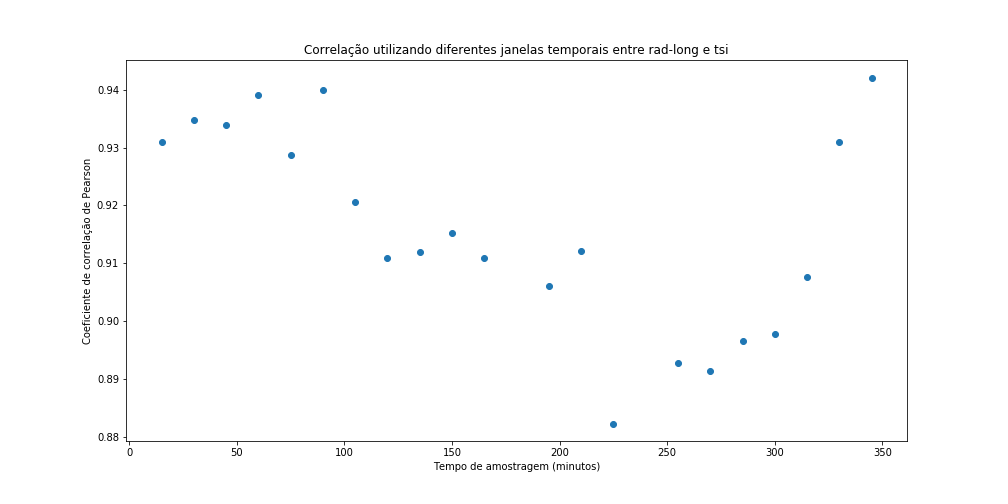 Correlação utilizando diferentes janelas temporais entre rad-long e tsi
Coeficiente de correlação de Pearson
0.94
0.93
0.92
0.91
0.90
0.89
0.88
0 50 100 150 200 250 300 350
Tempo de amostragem (minutos)